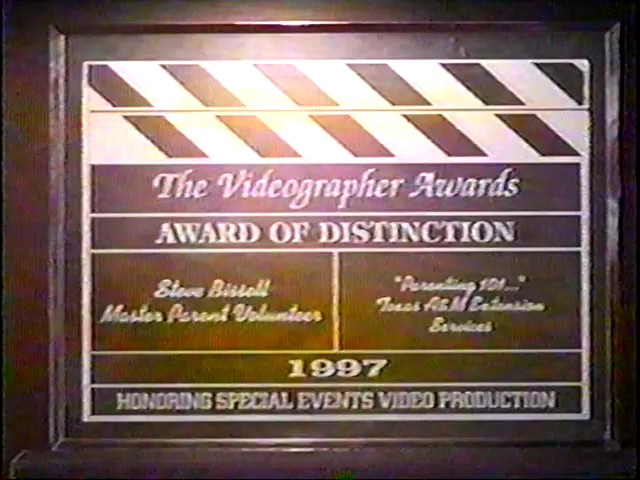 The Videographer Awards
AWARD OF DISTINCTION
Steve Bissell
Master Parent Volunteer
"Parenting 101..."
Texas A&M Extension
Services
1997
HONORING SPECIAL EVENTS VIDEO PRODUCTION